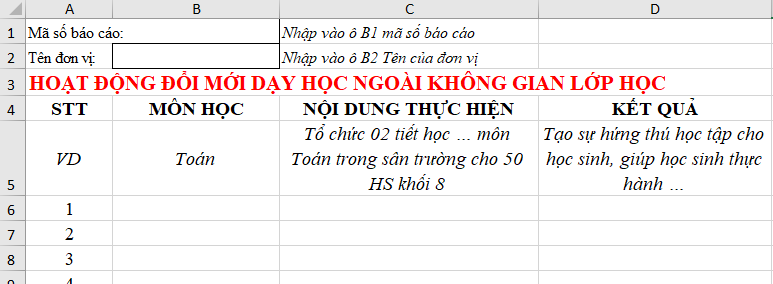 A B C D
1 Mã số báo cáo: Nhập vào ô B1 mã số báo cáo
2 Tên đơn vị: Nhập vào ô B2 Tên của đơn vị
3 HOẠT ĐỘNG ĐỔI MỚI DẠY HỌC NGOÀI KHÔNG GIAN LỚP HỌC
4 STT MÔN HỌC NỘI DUNG THỰC HIỆN KẾT QUẢ
Tổ chức 02 tiết học ... môn Tạo sự hứng thú học tập cho
VD Toán Toán trong sân trường cho 50 học sinh, giúp học sinh thực
5 HS khối 8 hành ...
6 1
7 2
8 3